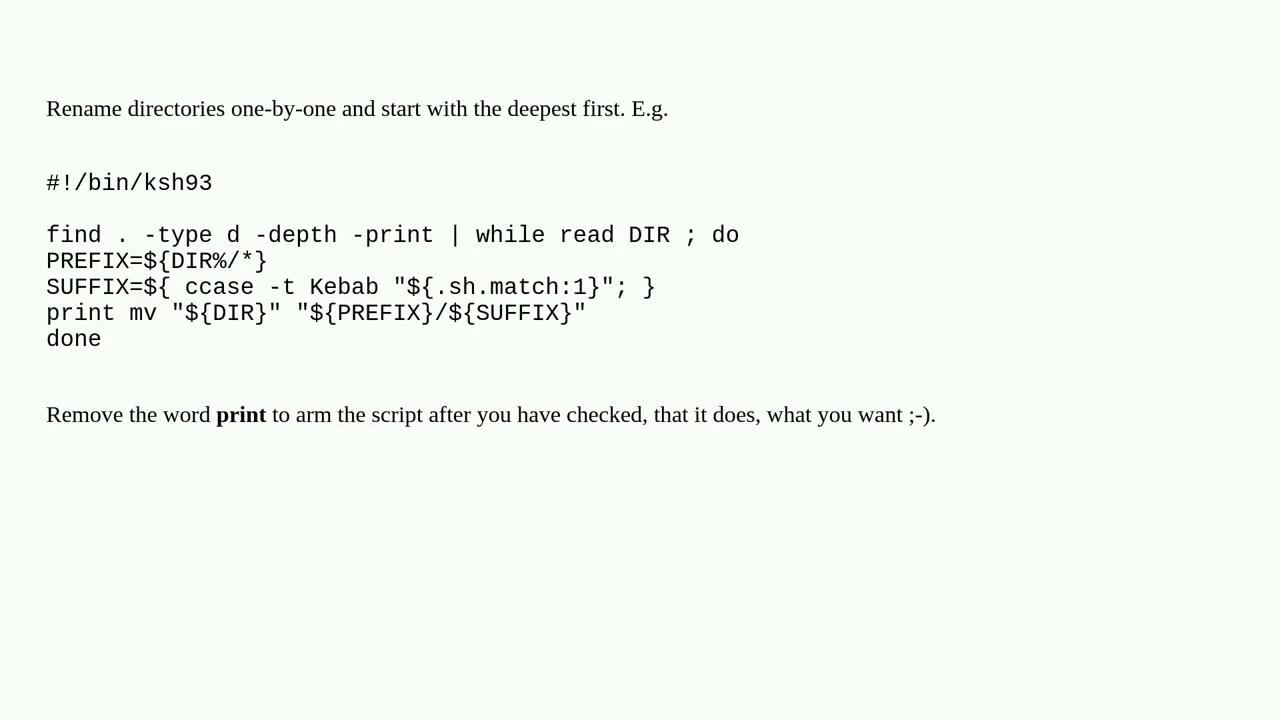 Rename directories one-by-one and start with the deepest first. E.g.
#!/bin/ksh93
find . -type d -depth -print | while read DIR ; do
PREFIX=${DIR%/*}
SUFFIX=${ ccase -t Kebab "${.sh.match:1}"; }
print mv "${DIR}" "${PREFIX}/${SUFFIX}"
done
Remove the word print to arm the script after you have checked, that it does, what you want ;-).